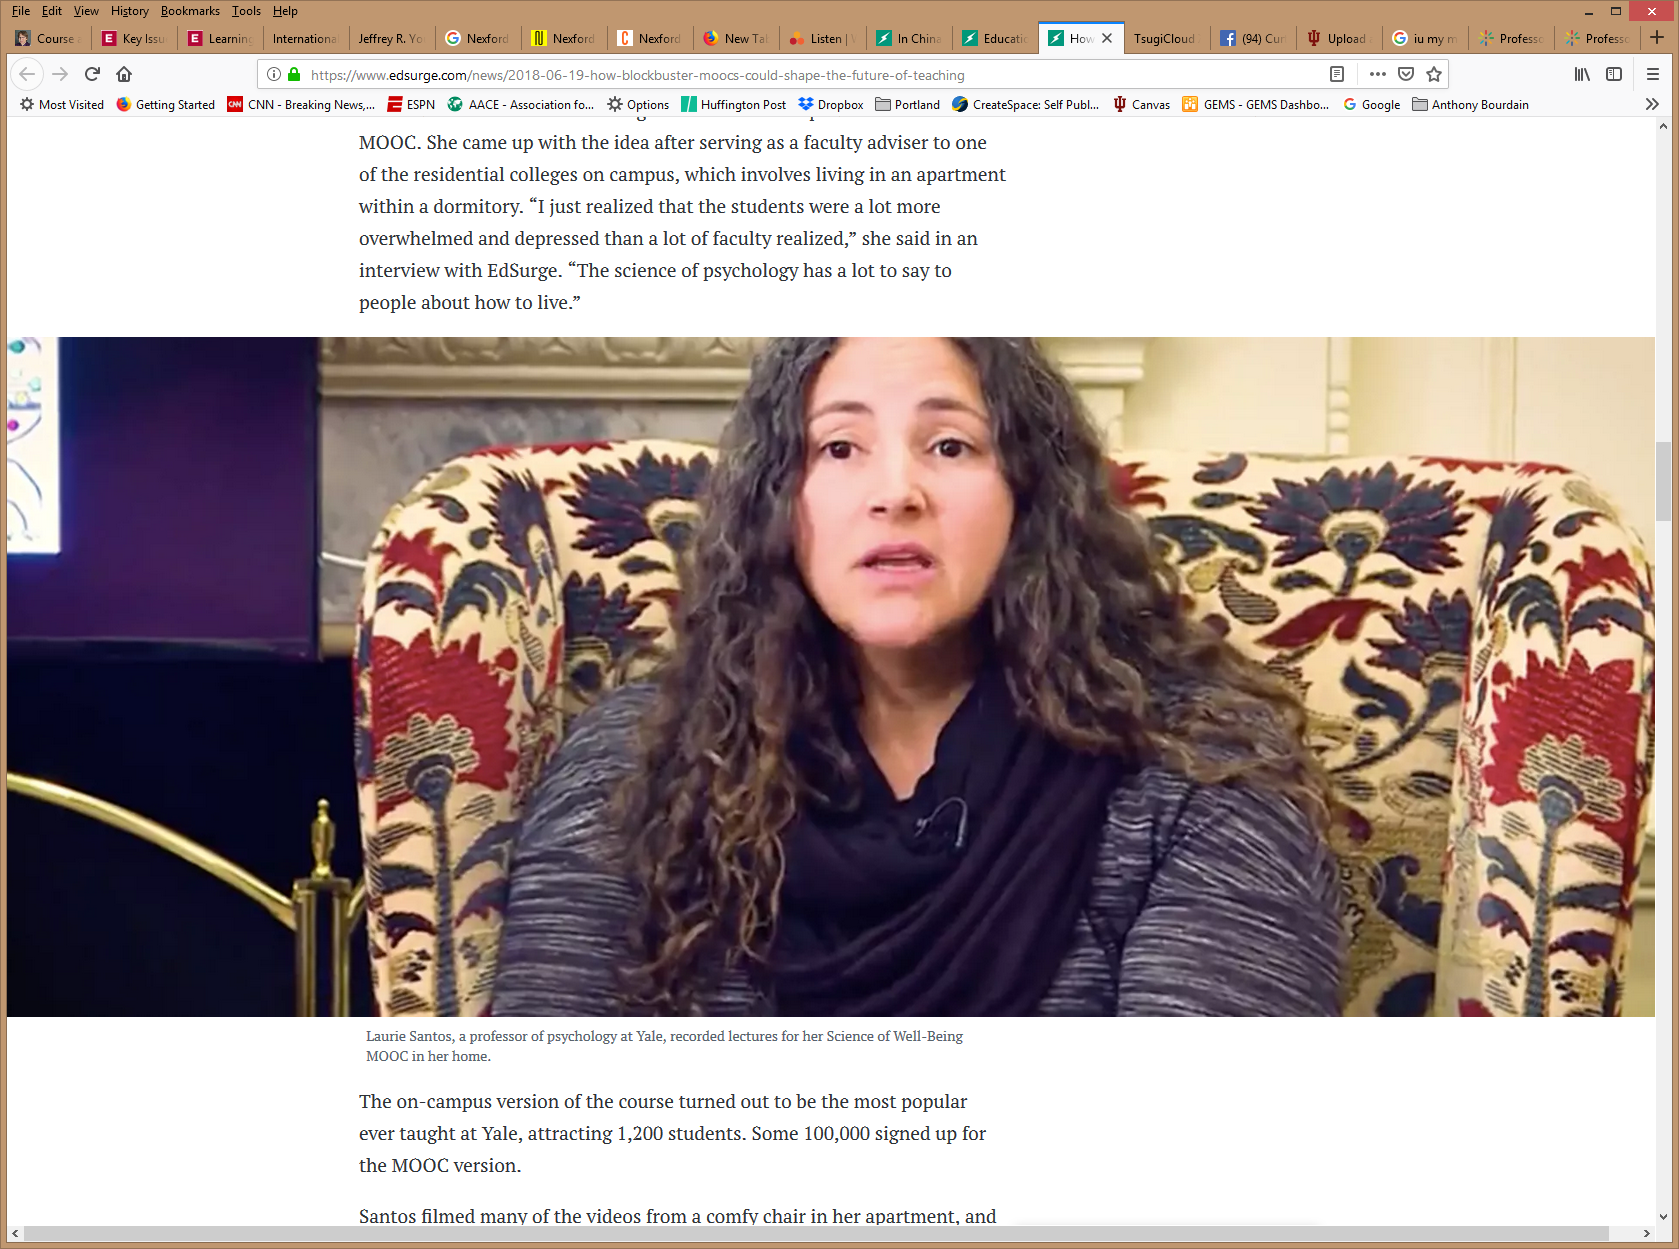 File Edit View History Bookmarks Tools Help
Course Key Issu Learning Internationa Jeffrey R. Yo Nexford Nexford Nexford New Ta Listen | In China Educati How TsugiCloud (94) Cur Upload iu my m Profess Profess
https://www.edsurge.com/news/2018-06-19-how-blockbuster-moocs-could-shape-the-future-of-teaching
Most Visited Getting Started CNN CNN - Breaking News,... ESPN AACE - Association fo... Options Huffington Post Dropbox Portland CreateSpace: Self Publ... Canvas GEMS - GEMS Dashbo... Google Anthony Bourdain
MOOC. She came up with the idea after serving as a faculty adviser to one
of the residential colleges on campus, which involves living in an apartment
within a dormitory. “I just realized that the students were a lot more
overwhelmed and depressed than a lot of faculty realized,” she said in an
interview with EdSurge. “The science of psychology has a lot to say to
people about how to live.”
Laurie Santos, a professor of psychology at Yale, recorded lectures for her Science of Well-Being
MOOC in her home.
The on-campus version of the course turned out to be the most popular
ever taught at Yale, attracting 1,200 students. Some 100,000 signed up for
the MOOC version.
Santos filmed many of the videos from a comfy chair in her apartment, and